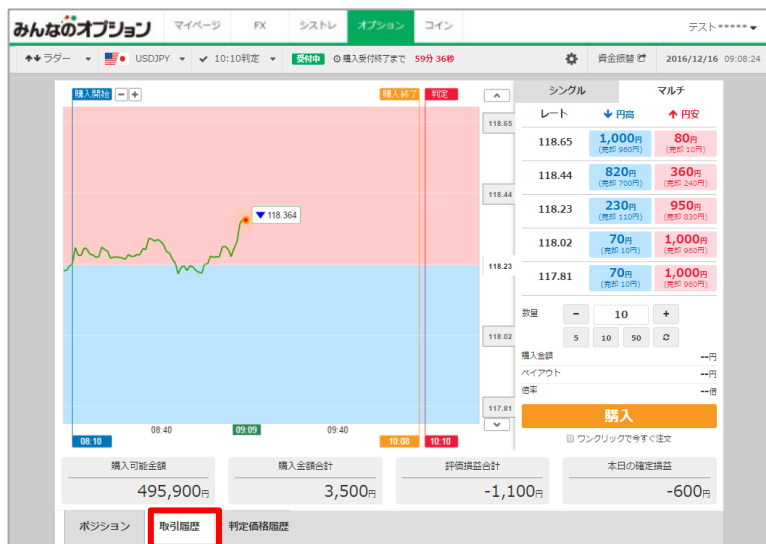 みんなのオプション マイページ FX シストレ オプション コイン テスト*****
ラダー USDJPY 10:10判定 受付中 購入受付終了まで 59分 36秒 資金振替 2016/12/16 09:08:24
購入開始 − + 購入終了 判定
シングル マルチ
レート 円高 円安
118.65 1,000円 (売却 960円) 80円 (売却 10円)
118.44 820円 (売却 700円) 360円 (売却 240円)
118.23 230円 (売却 110円) 950円 (売却 830円)
118.02 70円 (売却 10円) 1,000円 (売却 960円)
117.81 70円 (売却 10円) 1,000円 (売却 960円)
118.65
118.44
118.364
118.23
118.02
117.81
数量 − 10 +
5 10 50
購入金額 --円
ペイアウト --円
倍率 --倍
購入
ワンクリックで今すぐ注文
08:40 09:09 09:40
08:10 10:08 10:10
購入可能金額 購入金額合計 評価損益合計 本日の確定損益
495,900円 3,500円 -1,100円 -600円
ポジション 取引履歴 判定価格履歴